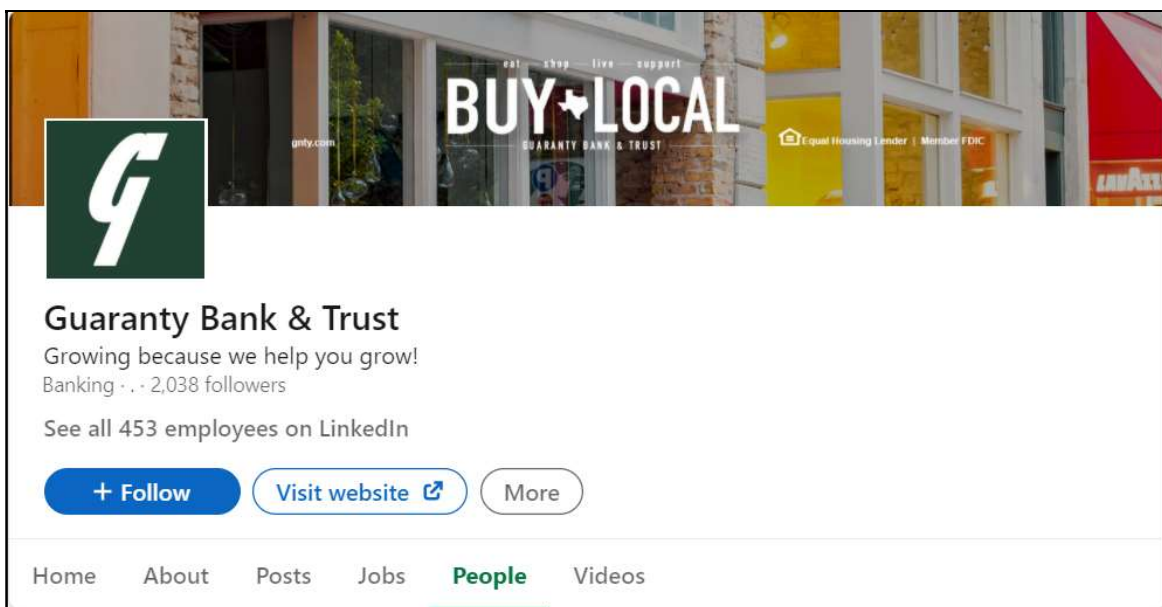 eat shop live support
BUY LOCAL
GUARANTY BANK & TRUST
gnty.com
Equal Housing Lender | Member FDIC
G
Guaranty Bank & Trust
Growing because we help you grow!
Banking · . · 2,038 followers
See all 453 employees on LinkedIn
+ Follow
Visit website
More
Home About Posts Jobs People Videos